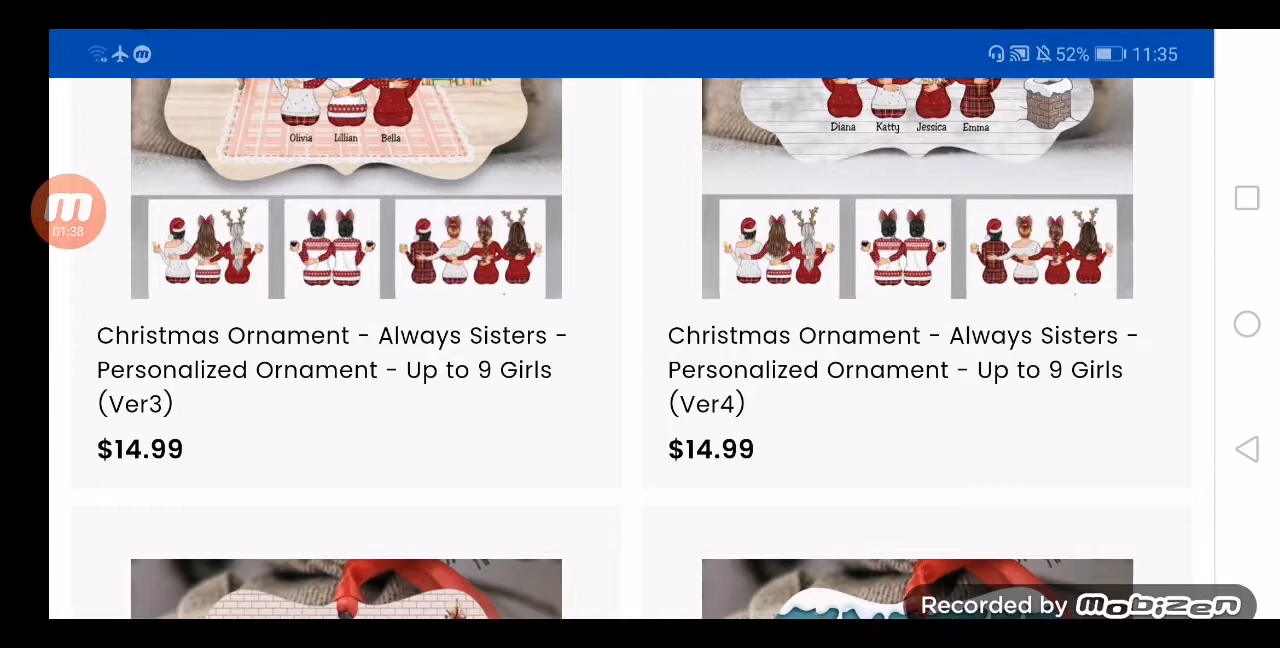 52% 11:35
Olivia Lillian Bella
Diana Katty Jessica Emma
m
01:38
Christmas Ornament - Always Sisters -
Personalized Ornament - Up to 9 Girls
(Ver3)
$14.99
Christmas Ornament - Always Sisters -
Personalized Ornament - Up to 9 Girls
(Ver4)
$14.99
Recorded by mobizen